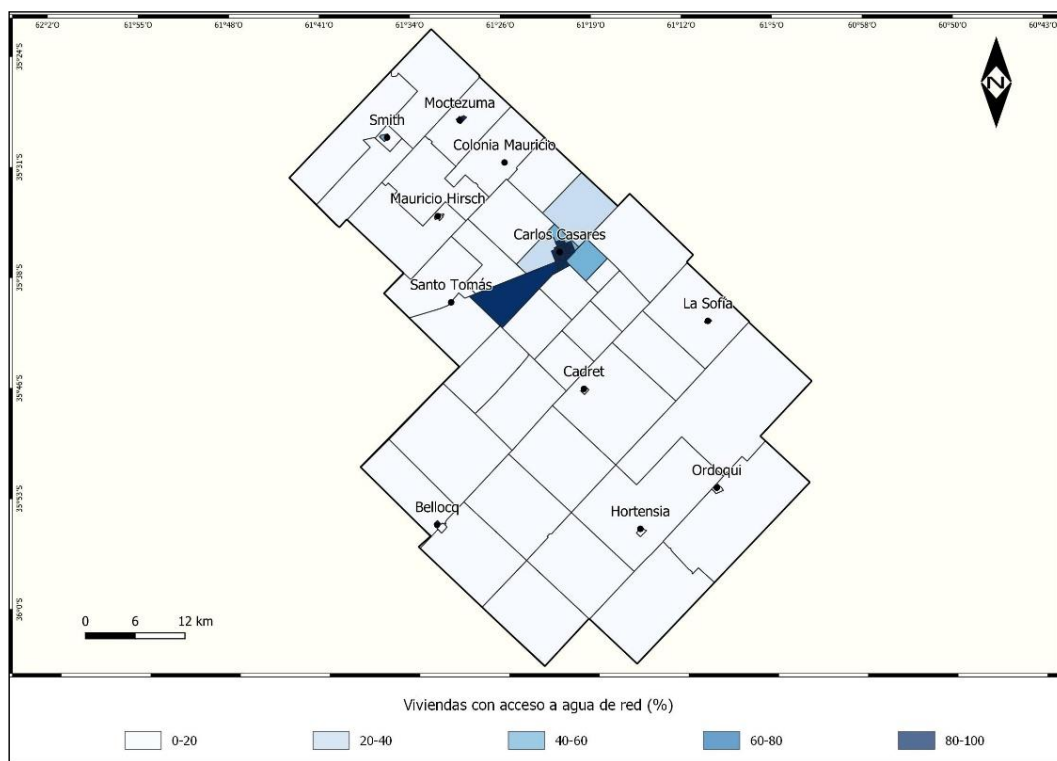 62°2'O 61°55'O 61°48'O 61°41'O 61°34'O 61°26'O 61°19'O 61°12'O 61°5'O 60°58'O 60°50'O 60°43'O
35°24'S
N
Moctezuma
Smith
Colonia Mauricio
35°31'S
Mauricio Hirsch
Carlos Casares
35°38'S
Santo Tomás
La Sofía
Cadret
35°46'S
Ordoqui
35°53'S
Bellocq
Hortensia
36°0'S
0 6 12 km
Viviendas con acceso a agua de red (%)
0-20 20-40 40-60 60-80 80-100